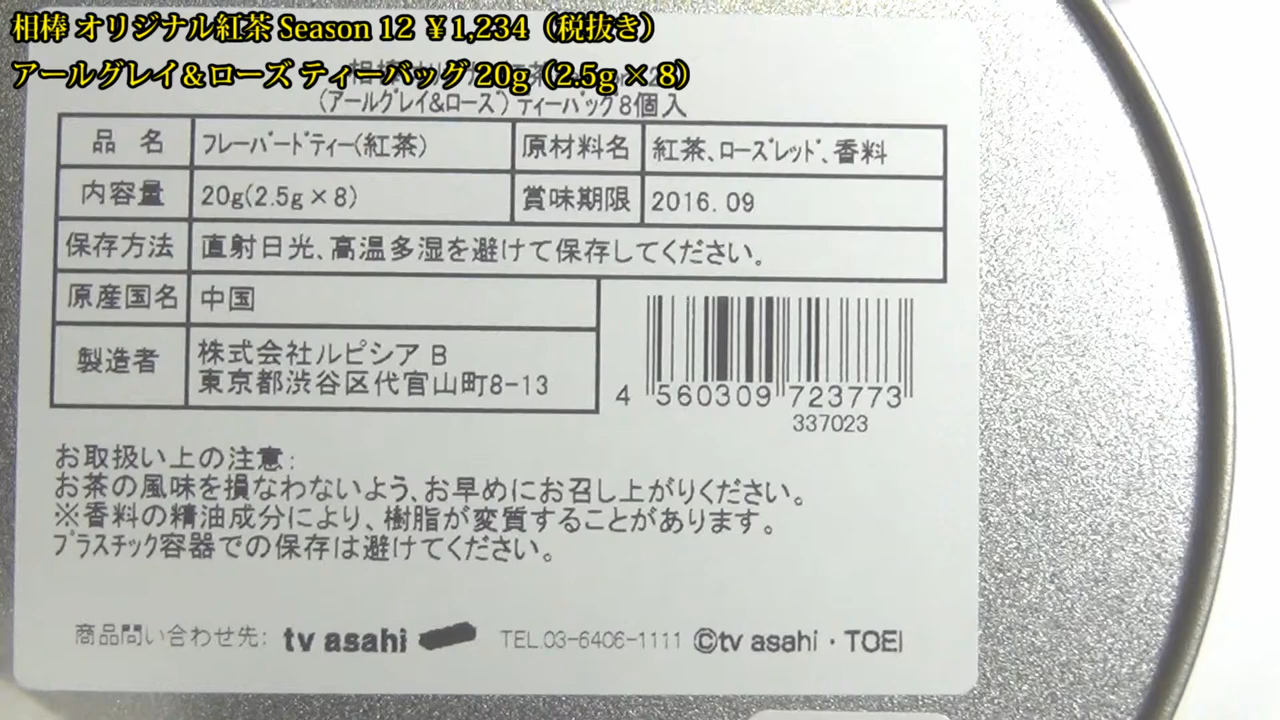 相棒 オリジナル紅茶 Season 12 ￥1,234（税抜き）
アールグレイ＆ローズ ティーバッグ 20g（2.5g × 8）
(アールグレイ&ローズ) ティーバッグ8個入
品 名 フレーバードティー(紅茶) 原材料名 紅茶、ローズレッド、香料
内容量 20g(2.5g×8) 賞味期限 2016.09
保存方法 直射日光、高温多湿を避けて保存してください。
原産国名 中国
製造者 株式会社ルピシア B
東京都渋谷区代官山町8-13
4 560309 723773
337023
お取扱い上の注意:
お茶の風味を損なわないよう、お早めにお召し上がりください。
※香料の精油成分により、樹脂が変質することがあります。
プラスチック容器での保存は避けてください。
商品問い合わせ先: tv asahi TEL.03-6406-1111 ©tv asahi・TOEI